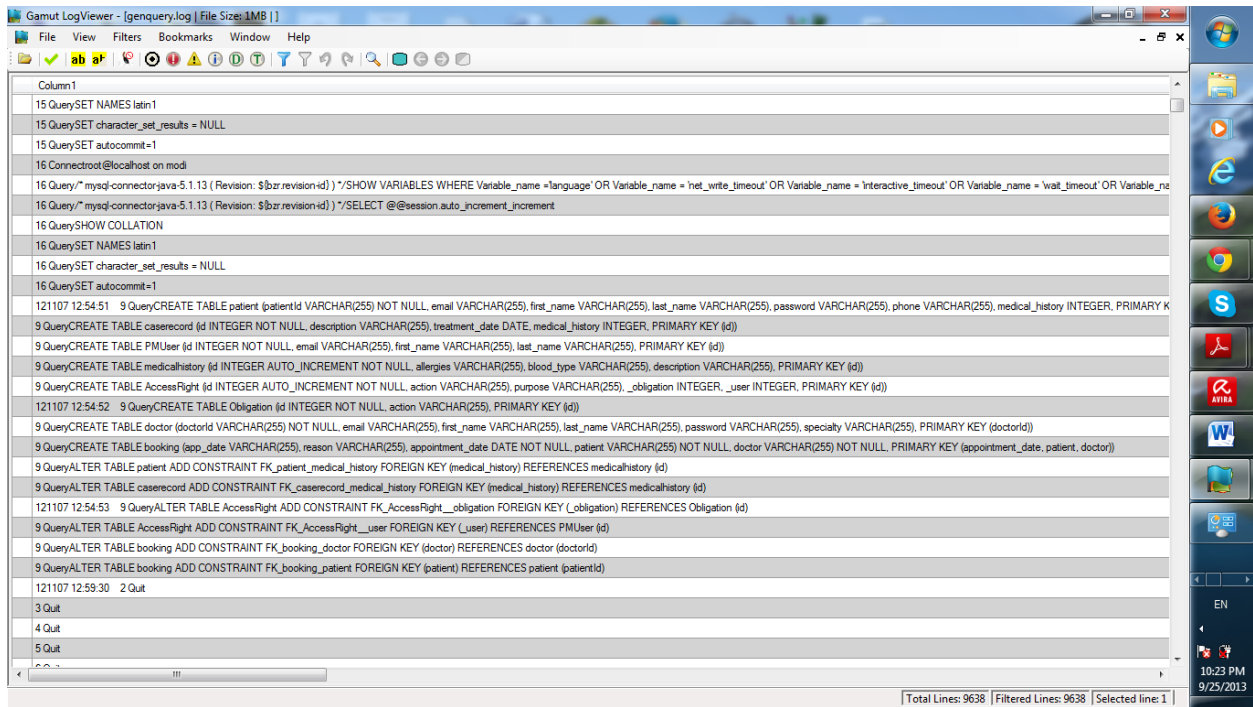 Gamut LogViewer - [genquery.log | File Size: 1MB | ]
File View Filters Bookmarks Window Help
Column1
15 QuerySET NAMES latin1
15 QuerySET character_set_results = NULL
15 QuerySET autocommit=1
16 Connectroot@localhost on modi
16 Query/* mysql-connector-java-5.1.13 ( Revision: ${bzr.revision-id} ) */SHOW VARIABLES WHERE Variable_name ='language' OR Variable_name = 'net_write_timeout' OR Variable_name = 'interactive_timeout' OR Variable_name = 'wait_timeout' OR Variable_na
16 Query/* mysql-connector-java-5.1.13 ( Revision: ${bzr.revision-id} ) */SELECT @@session.auto_increment_increment
16 QuerySHOW COLLATION
16 QuerySET NAMES latin1
16 QuerySET character_set_results = NULL
16 QuerySET autocommit=1
121107 12:54:51 9 QueryCREATE TABLE patient (patientId VARCHAR(255) NOT NULL, email VARCHAR(255), first_name VARCHAR(255), last_name VARCHAR(255), password VARCHAR(255), phone VARCHAR(255), medical_history INTEGER, PRIMARY K
9 QueryCREATE TABLE caserecord (id INTEGER NOT NULL, description VARCHAR(255), treatment_date DATE, medical_history INTEGER, PRIMARY KEY (id))
9 QueryCREATE TABLE PMUser (id INTEGER NOT NULL, email VARCHAR(255), first_name VARCHAR(255), last_name VARCHAR(255), PRIMARY KEY (id))
9 QueryCREATE TABLE medicalhistory (id INTEGER AUTO_INCREMENT NOT NULL, allergies VARCHAR(255), blood_type VARCHAR(255), description VARCHAR(255), PRIMARY KEY (id))
9 QueryCREATE TABLE AccessRight (id INTEGER AUTO_INCREMENT NOT NULL, action VARCHAR(255), purpose VARCHAR(255), _obligation INTEGER, _user INTEGER, PRIMARY KEY (id))
121107 12:54:52 9 QueryCREATE TABLE Obligation (id INTEGER NOT NULL, action VARCHAR(255), PRIMARY KEY (id))
9 QueryCREATE TABLE doctor (doctorId VARCHAR(255) NOT NULL, email VARCHAR(255), first_name VARCHAR(255), last_name VARCHAR(255), password VARCHAR(255), specialty VARCHAR(255), PRIMARY KEY (doctorId))
9 QueryCREATE TABLE booking (app_date VARCHAR(255), reason VARCHAR(255), appointment_date DATE NOT NULL, patient VARCHAR(255) NOT NULL, doctor VARCHAR(255) NOT NULL, PRIMARY KEY (appointment_date, patient, doctor))
9 QueryALTER TABLE patient ADD CONSTRAINT FK_patient_medical_history FOREIGN KEY (medical_history) REFERENCES medicalhistory (id)
9 QueryALTER TABLE caserecord ADD CONSTRAINT FK_caserecord_medical_history FOREIGN KEY (medical_history) REFERENCES medicalhistory (id)
121107 12:54:53 9 QueryALTER TABLE AccessRight ADD CONSTRAINT FK_AccessRight__obligation FOREIGN KEY (_obligation) REFERENCES Obligation (id)
9 QueryALTER TABLE AccessRight ADD CONSTRAINT FK_AccessRight__user FOREIGN KEY (_user) REFERENCES PMUser (id)
9 QueryALTER TABLE booking ADD CONSTRAINT FK_booking_doctor FOREIGN KEY (doctor) REFERENCES doctor (doctorId)
9 QueryALTER TABLE booking ADD CONSTRAINT FK_booking_patient FOREIGN KEY (patient) REFERENCES patient (patientId)
121107 12:59:30 2 Quit
3 Quit
4 Quit
5 Quit
Total Lines: 9638 Filtered Lines: 9638 Selected line: 1
AVIRA
EN
10:23 PM
9/25/2013